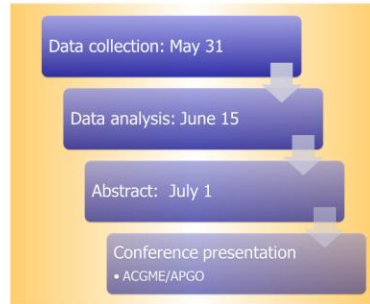 Data collection: May 31
Data analysis: June 15
Abstract:  July 1
Conference presentation
• ACGME/APGO